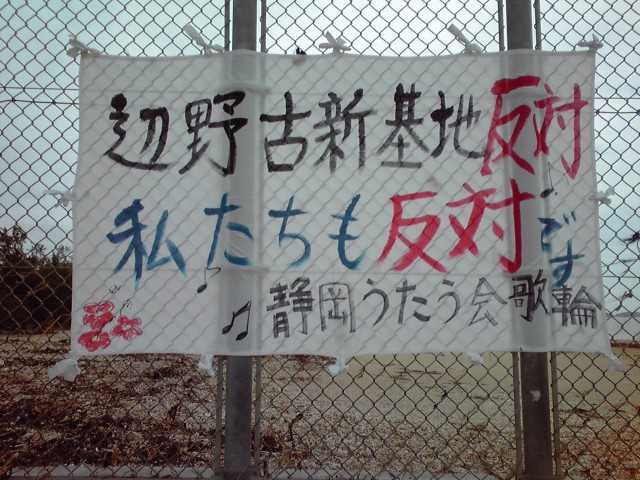 辺野古新基地反対
私たちも反対です
静岡うたう会歌輪